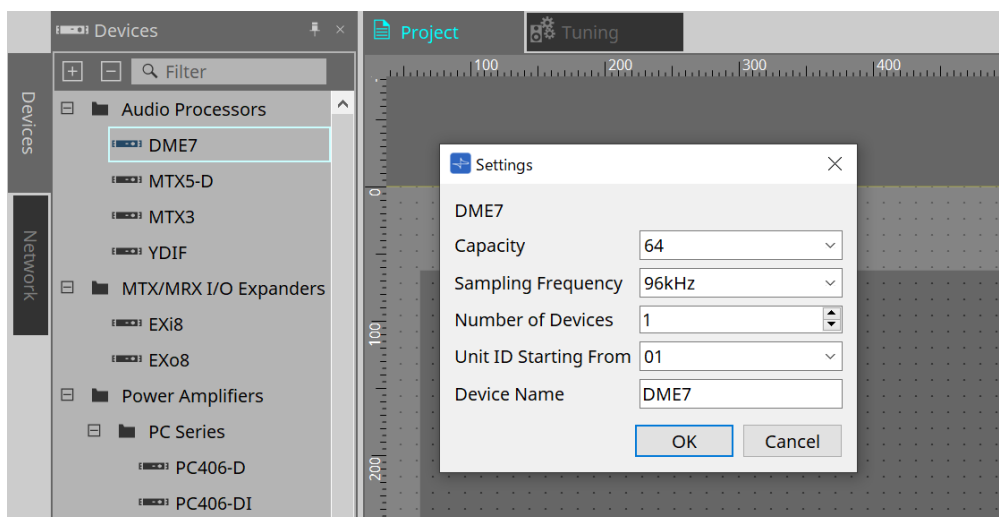 Devices
Project
Tuning
Filter
100 200 300 400
Devices
Network
Audio Processors
DME7
MTX5-D
MTX3
YDIF
MTX/MRX I/O Expanders
EXi8
EXo8
Power Amplifiers
PC Series
PC406-D
PC406-DI
0
100
200
Settings
DME7
Capacity 64
Sampling Frequency 96kHz
Number of Devices 1
Unit ID Starting From 01
Device Name DME7
OK Cancel